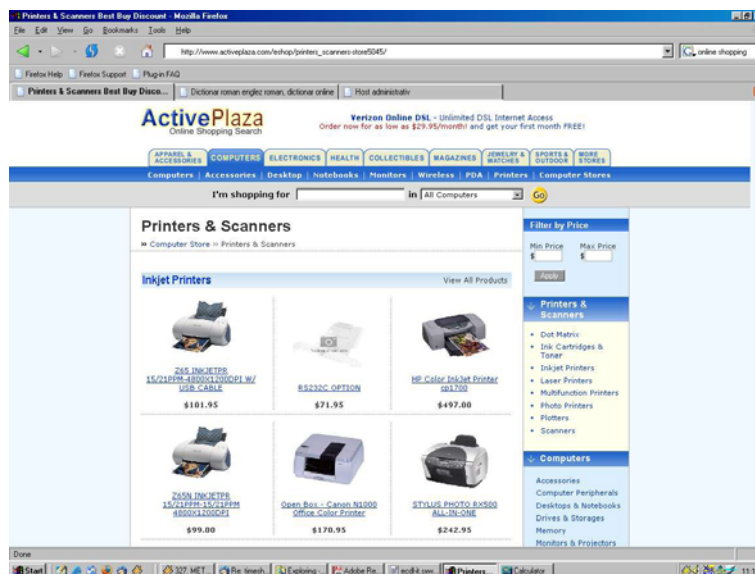 Printers & Scanners Best Buy Discount - Mozilla Firefox
File Edit View Go Bookmarks Tools Help
http://www.activeplaza.com/eshop/printers_scanners-store5045/
online shopping
Firefox Help Firefox Support Plug-in FAQ
Printers & Scanners Best Buy Disco... Dictionar roman englez roman, dictionar online Host administrativ
ActivePlaza
Online Shopping Search
Verizon Online DSL - Unlimited DSL Internet Access
Order now for as low as $29.95/month! and get your first month FREE!
APPAREL & ACCESSORIES COMPUTERS ELECTRONICS HEALTH COLLECTIBLES MAGAZINES JEWELRY & WATCHES SPORTS & OUTDOOR MORE STORES
Computers | Accessories | Desktop | Notebooks | Monitors | Wireless | PDA | Printers | Computer Stores
I'm shopping for in All Computers Go
Printers & Scanners
» Computer Store » Printers & Scanners
Inkjet Printers View All Products
Z65 INKJETPR
15/21PPM-4800X1200DPI W/
USB CABLE
$101.95
RS232C OPTION
$71.95
HP Color InkJet Printer
cp1700
$497.00
Z65N INKJETPR
15/21PPM-15/21PPM
4800X1200DPI
$99.00
Open Box - Canon N1000
Office Color Printer
$170.95
STYLUS PHOTO RX500
ALL-IN-ONE
$242.95
Filter by Price
Min Price Max Price
$ $
Apply
Printers &
Scanners
• Dot Matrix
• Ink Cartridges &
Toner
• Inkjet Printers
• Laser Printers
• Multifunction Printers
• Photo Printers
• Plotters
• Scanners
Computers
Accessories
Computer Peripherals
Desktops & Notebooks
Drives & Storages
Memory
Monitors & Projectors
Done
Start 327 MET... Re: timesh... Exploring -... Adobe Re... Printers... Calculator